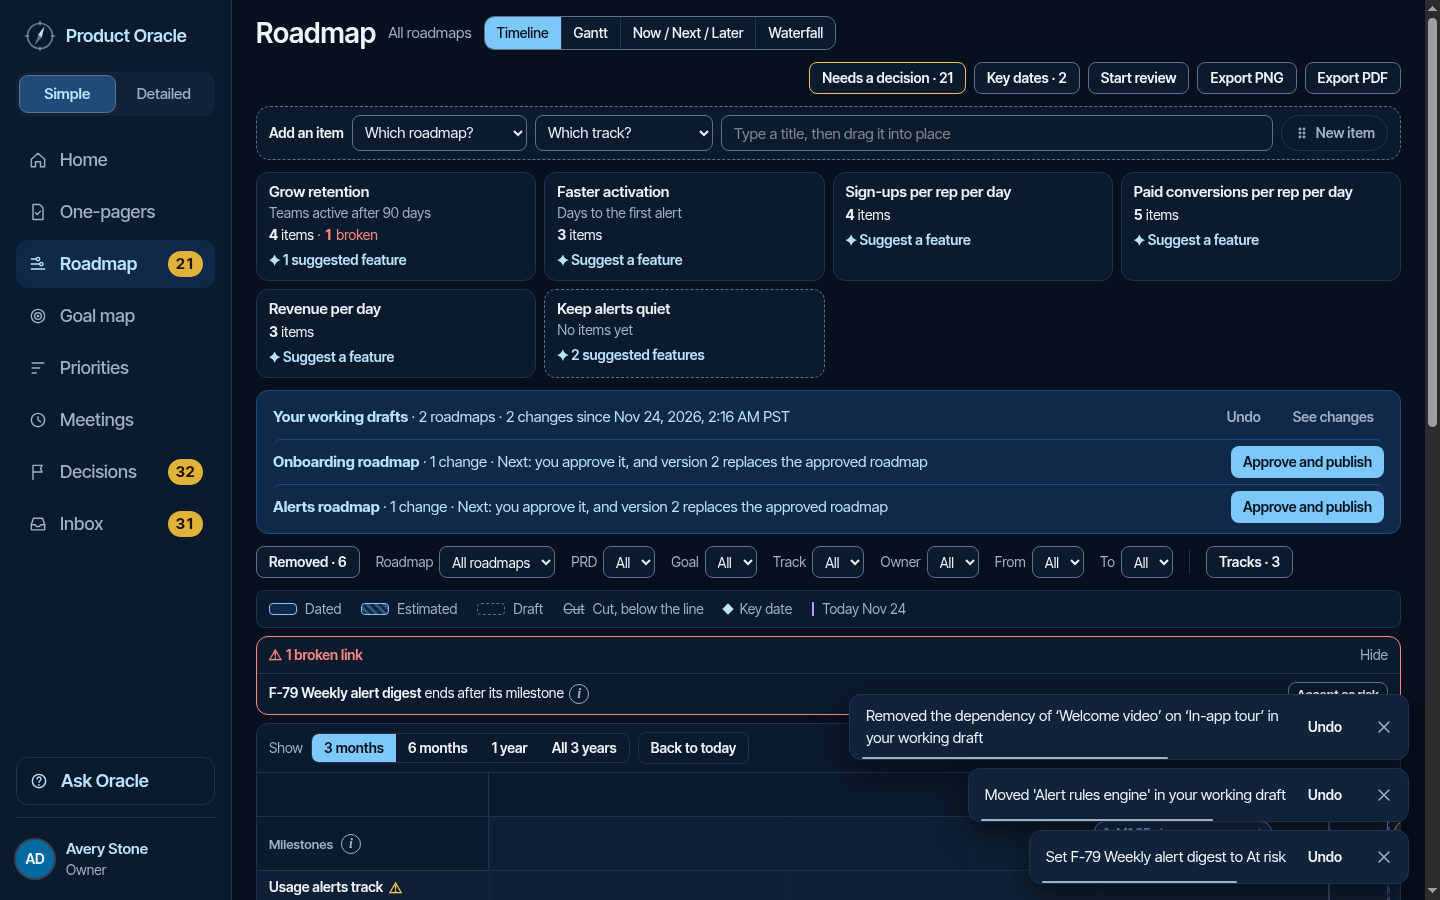 Product Oracle
Simple
Detailed
Home
One-pagers
Roadmap
21
Goal map
Priorities
Meetings
Decisions
32
Inbox
31
Ask Oracle
AD
Avery Stone
Owner
Roadmap
All roadmaps
Timeline
Gantt
Now / Next / Later
Waterfall
Needs a decision · 21
Key dates · 2
Start review
Export PNG
Export PDF
Add an item
Which roadmap?
Which track?
Type a title, then drag it into place
New item
Grow retention
Teams active after 90 days
4 items · 1 broken
1 suggested feature
Faster activation
Days to the first alert
3 items
Suggest a feature
Sign-ups per rep per day
4 items
Suggest a feature
Paid conversions per rep per day
5 items
Suggest a feature
Revenue per day
3 items
Suggest a feature
Keep alerts quiet
No items yet
2 suggested features
Your working drafts · 2 roadmaps · 2 changes since Nov 24, 2026, 2:16 AM PST
Undo
See changes
Onboarding roadmap · 1 change · Next: you approve it, and version 2 replaces the approved roadmap
Approve and publish
Alerts roadmap · 1 change · Next: you approve it, and version 2 replaces the approved roadmap
Approve and publish
Removed · 6
Roadmap
All roadmaps
PRD
All
Goal
All
Track
All
Owner
All
From
All
To
All
Tracks · 3
Dated
Estimated
Draft
Cut
Cut, below the line
Key date
Today Nov 24
1 broken link
Hide
F-79 Weekly alert digest ends after its milestone
Accept as risk
Show
3 months
6 months
1 year
All 3 years
Back to today
Milestones
Usage alerts track
Removed the dependency of ‘Welcome video’ on ‘In-app tour’ in
your working draft
Undo
Moved 'Alert rules engine' in your working draft
Undo
Set F-79 Weekly alert digest to At risk
Undo